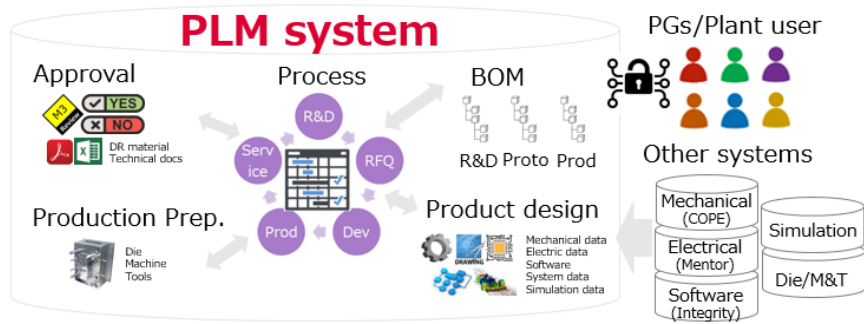 PLM system
Approval
M3
Review
YES
NO
DR material
Technical docs
Process
R&D
RFQ
Dev
Prod
Serv
ice
BOM
R&D Proto Prod
Production Prep.
Die
Machine
Tools
Product design
DRAWING
Mechanical data
Electric data
Software
System data
Simulation data
PGs/Plant user
Other systems
Mechanical
(COPE)
Electrical
(Mentor)
Software
(Integrity)
Simulation
Die/M&T